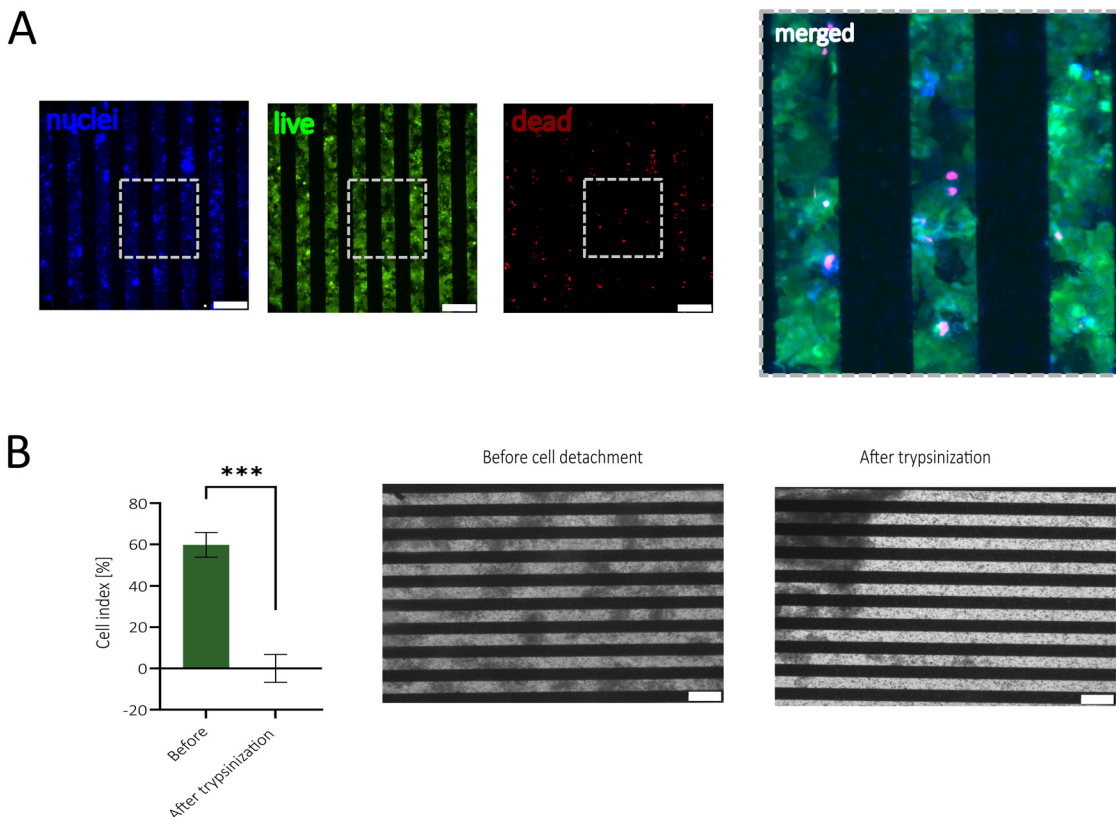 A
nuclei
live
dead
merged
B
Before cell detachment
After trypsinization
***
80
60
40
20
0
-20
Cell index [%]
Before
After trypsinization